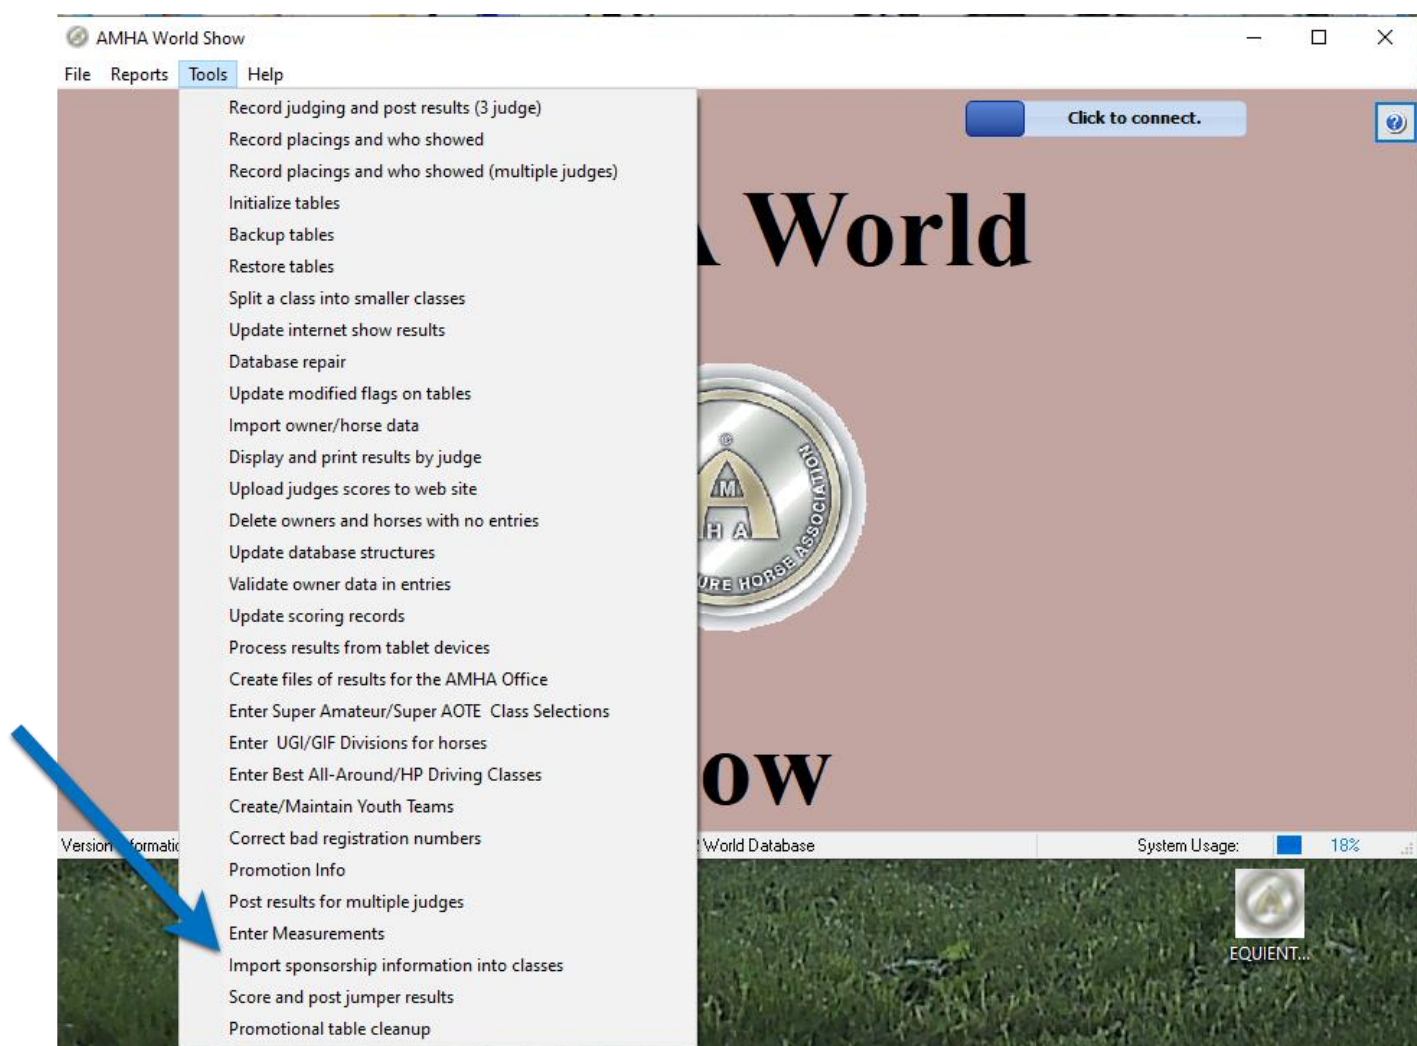 AMHA World Show
File Reports Tools Help
Record judging and post results (3 judge)
Click to connect.
Record placings and who showed
Record placings and who showed (multiple judges)
World
Initialize tables
Backup tables
Restore tables
Split a class into smaller classes
Update internet show results
Database repair
Update modified flags on tables
Import owner/horse data
Display and print results by judge
Upload judges scores to web site
Delete owners and horses with no entries
Update database structures
Validate owner data in entries
Update scoring records
Process results from tablet devices
Create files of results for the AMHA Office
Enter Super Amateur/Super AOTE Class Selections
Enter UGI/GIF Divisions for horses
Enter Best All-Around/HP Driving Classes
ow
Create/Maintain Youth Teams
Correct bad registration numbers
World Database
System Usage: 18%
Promotion Info
Post results for multiple judges
Enter Measurements
Import sponsorship information into classes
Score and post jumper results
Promotional table cleanup
M
H A
URE HORSE ASSOCIATION
EQUIENT...